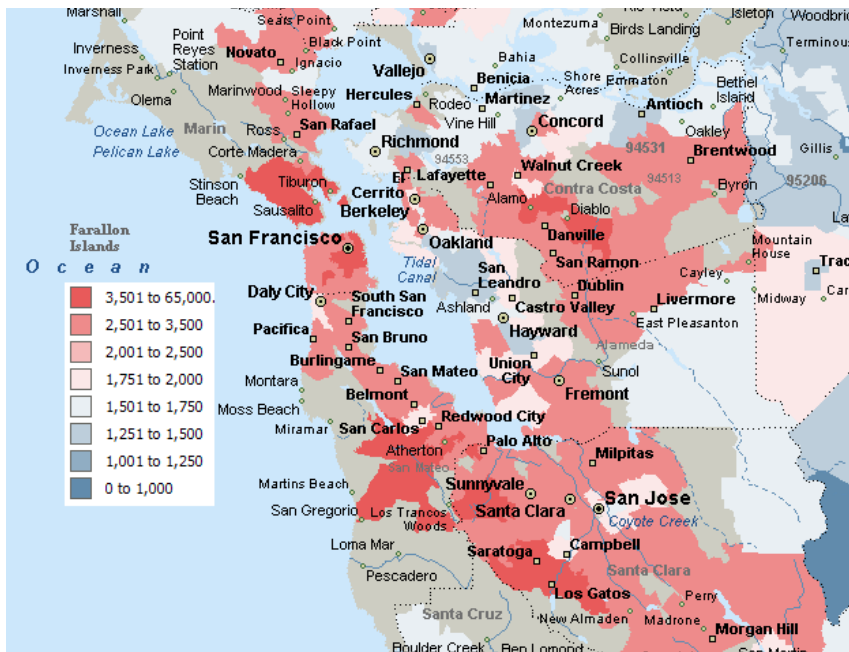 Marshall
Sears Point
Montezuma
Rio Vista
Isleton
Woodbri
Point
Reyes
Station
Novato
Black Point
Birds Landing
Inverness
Ignacio
Bahia
Collinsville
Terminous
Inverness Park
Vallejo
Emmaton
Marinwood
Sleepy
Hollow
Benicia
Shore
Acres
Bethel
Island
Olema
Hercules
Rodeo
Martinez
Antioch
Marin
Ross
San Rafael
Vine Hill
Concord
Oakley
Ocean Lake
Pelican Lake
Corte Madera
Richmond
94553
94531
Brentwood
Gillis
Stinson
Beach
Tiburon
El
Cerrito
Lafayette
Walnut Creek
94513
95206
Contra Costa
Byron
Sausalito
Berkeley
Alamo
Diablo
Farallon
Islands
San Francisco
Oakland
Danville
O c e a n
Tidal
Canal
San Ramon
Mountain
House
San
Leandro
Dublin
Cayley
Trac
3,501 to 65,000.
2,501 to 3,500
2,001 to 2,500
1,751 to 2,000
1,501 to 1,750
1,251 to 1,500
1,001 to 1,250
0 to 1,000
Daly City
South San
Francisco
Ashland
Castro Valley
Livermore
Midway
Car
Pacifica
San Bruno
Hayward
East Pleasanton
Burlingame
Alameda
Montara
San Mateo
Union
City
Sunol
Moss Beach
Belmont
Fremont
Miramar
San Carlos
Redwood City
Atherton
Palo Alto
Milpitas
San Mateo
Martins Beach
Sunnyvale
San Jose
San Gregorio
Los Trancos
Woods
Santa Clara
Coyote Creek
Loma Mar
Saratoga
Campbell
Pescadero
Santa Clara
Los Gatos
Perry
Santa Cruz
New Almaden
Madrone
Morgan Hill
Boulder Creek
Ben Lomond
San Martin